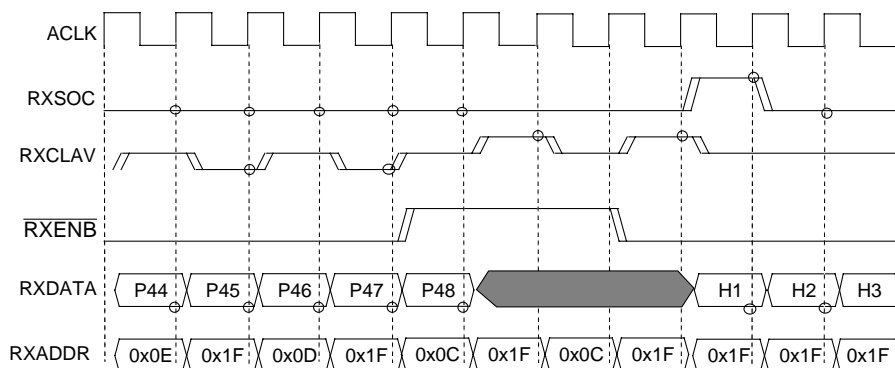 ACLK
RXSOC
RXCLAV
RXENB
RXDATA P44 P45 P46 P47 P48 H1 H2 H3
RXADDR 0x0E 0x1F 0x0D 0x1F 0x0C 0x1F 0x0C 0x1F 0x1F 0x1F 0x1F